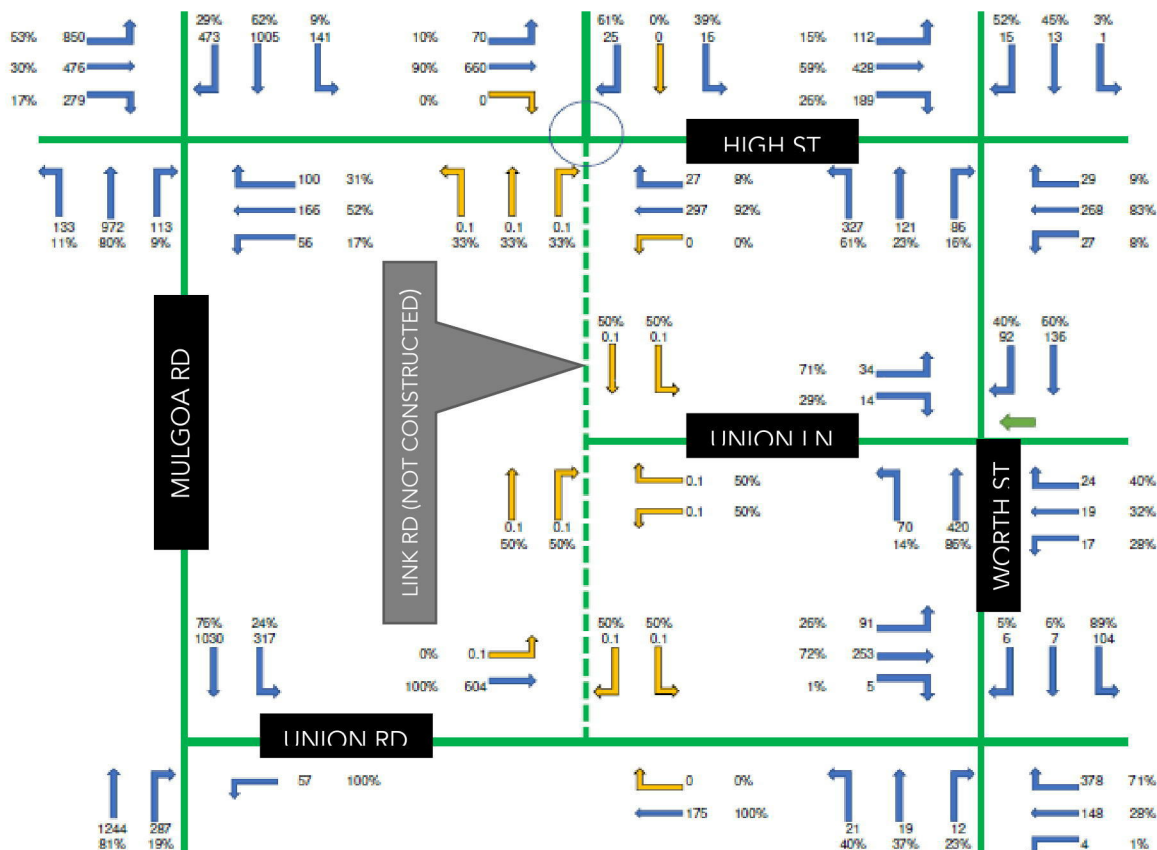 29% 62% 9%
473 1005 141
53% 850
30% 476
17% 279
10% 70
90% 660
0% 0
61% 0% 39%
25 0 16
15% 112
59% 428
26% 189
52% 45% 3%
15 13 1
HIGH ST
133 972 113
11% 80% 9%
100 31%
166 52%
56 17%
0.1 0.1 0.1
33% 33% 33%
27 8%
297 92%
0 0%
327 121 86
61% 23% 16%
29 9%
268 83%
27 8%
MULGOA RD
LINK RD (NOT CONSTRUCTED)
50% 50%
0.1 0.1
71% 34
29% 14
40% 60%
92 136
UNION LN
0.1 0.1
50% 50%
0.1 50%
0.1 50%
70 420
14% 86%
WORTH ST
24 40%
19 32%
17 28%
76% 24%
1030 317
0% 0.1
100% 604
50% 50%
0.1 0.1
26% 91
72% 253
1% 5
5% 6% 89%
6 7 104
UNION RD
1244 287
81% 19%
57 100%
0 0%
175 100%
21 19 12
40% 37% 23%
378 71%
148 28%
4 1%